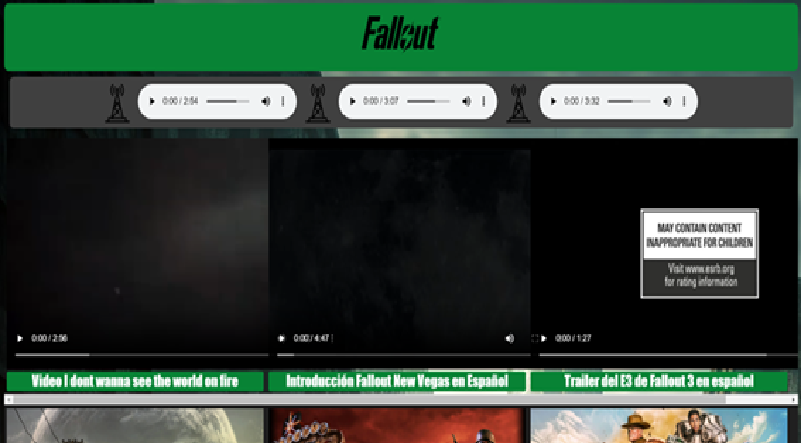 Fallout
0:00 / 2:54
0:00 / 3:07
0:00 / 3:32
MAY CONTAIN CONTENT
INAPPROPRIATE FOR CHILDREN
Visit www.esrb.org
for rating information
0:00 / 2:56
0:00 / 4:47
0:00 / 1:27
Video I dont wanna see the world on fire
Introducción Fallout New Vegas en Español
Trailer del E3 de Fallout 3 en español